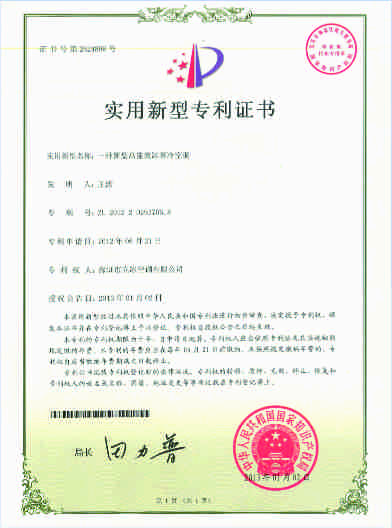 证书号第2624898号
实用新型专利证书
实用新型名称：一种新型高蓬流蒸发冷空调
发 明 人：王斌
专 利 号：ZL 2012 2
专利申请日：2012年06月21日
专 利 权 人：
授权公告日：2013年01月02日
本实用新型经过本局依照中华人民共和国专利法进行初步审查，决定授予专利权，颁
发本证书并在专利登记簿上予以登记。专利权自授权公告之日起生效。
本专利的专利权期限为十年，自申请日起算。专利权人应当依照专利法及其实施细则
规定缴纳年费。本专利的年费应当在每年06月21日前缴纳。未按照规定缴纳年费的，专
利权自应当缴纳年费期满之日起终止。
专利证书记载专利权登记时的法律状况。专利权的转移、质押、无效、终止、恢复和
专利权人的姓名或名称、国籍、地址变更等事项记载在专利登记簿上。
局长 田力普
中华人民共和国国家知识产权局
2013年01月02日
第1页（共1页）